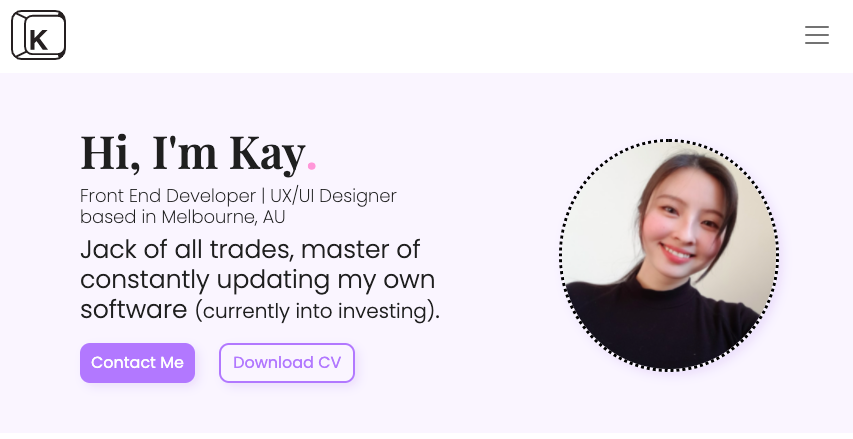 K
Hi, I'm Kay.
Front End Developer | UX/UI Designer
based in Melbourne, AU
Jack of all trades, master of
constantly updating my own
software (currently into investing).
Contact Me
Download CV